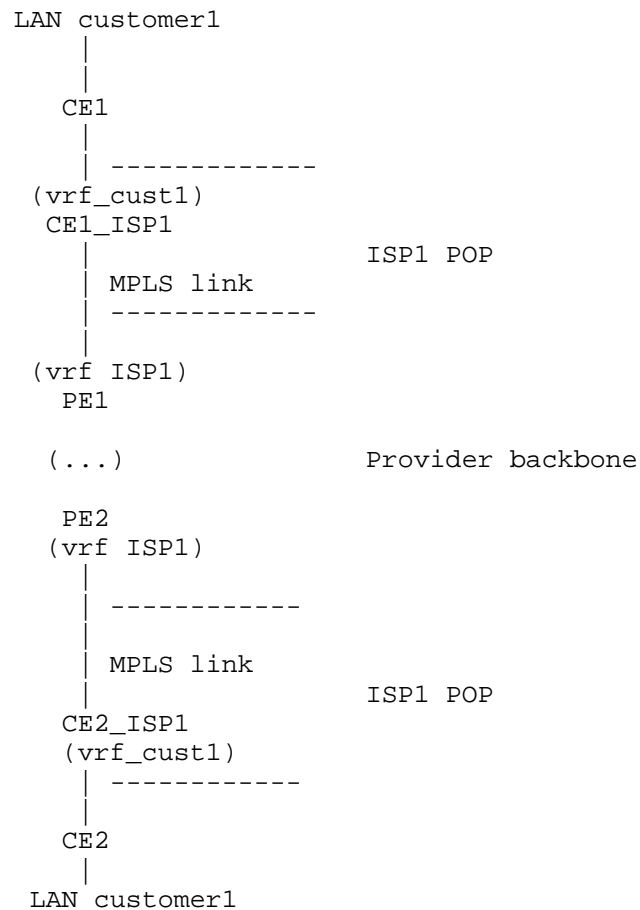 LAN customer1
CE1
-------------
(vrf_cust1)
CE1_ISP1
ISP1 POP
MPLS link
-------------
(vrf ISP1)
PE1
(...) Provider backbone
PE2
(vrf ISP1)
------------
MPLS link
ISP1 POP
CE2_ISP1
(vrf_cust1)
------------
CE2
LAN customer1